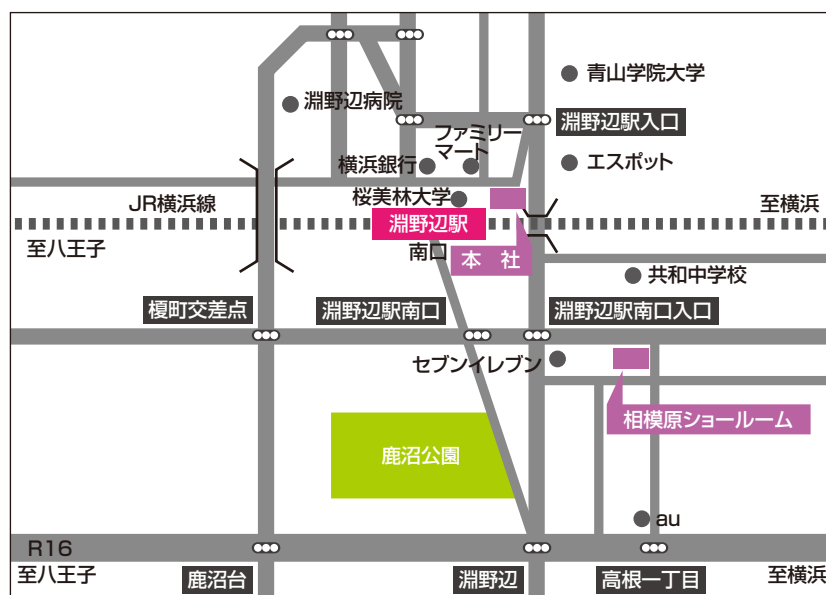 青山学院大学
淵野辺病院
淵野辺駅入口
ファミリー
マート
横浜銀行
エスポット
桜美林大学
JR横浜線
至横浜
淵野辺駅
至八王子
南口
本 社
共和中学校
榎町交差点
淵野辺駅南口
淵野辺駅南口入口
セブンイレブン
相模原ショールーム
鹿沼公園
au
R16
至八王子
鹿沼台
淵野辺
高根一丁目
至横浜